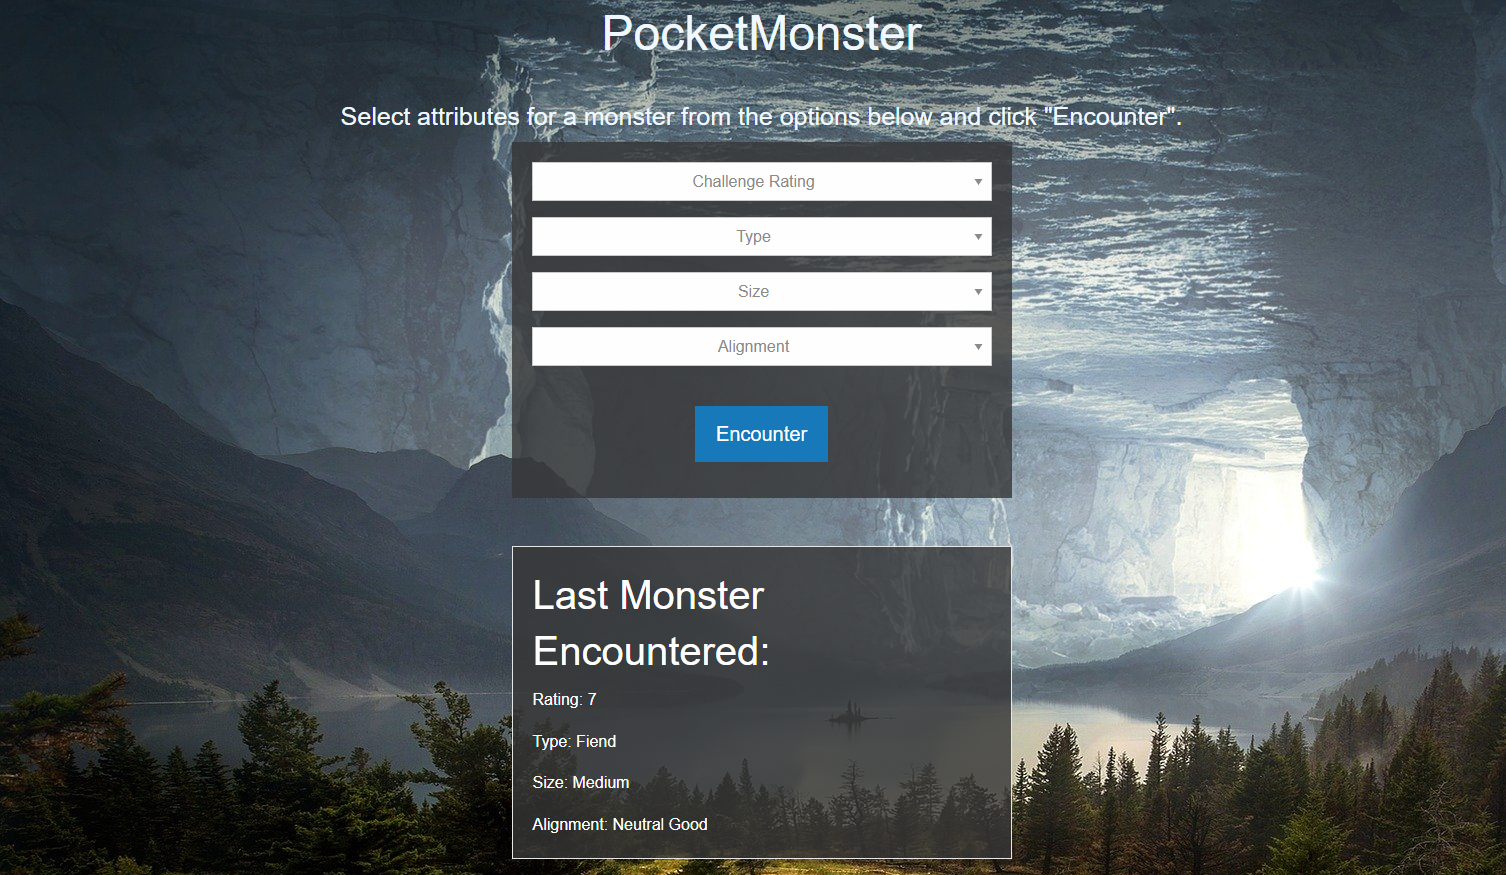 PocketMonster
Select attributes for a monster from the options below and click "Encounter".
Challenge Rating
Type
Size
Alignment
Encounter
Last Monster
Encountered:
Rating: 7
Type: Fiend
Size: Medium
Alignment: Neutral Good